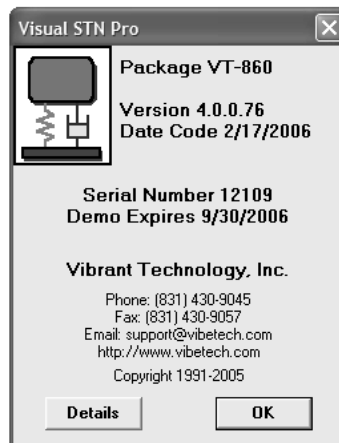 Visual STN Pro
Package VT-860
Version 4.0.0.76
Date Code 2/17/2006
Serial Number 12109
Demo Expires 9/30/2006
Vibrant Technology, Inc.
Phone: (831) 430-9045
Fax: (831) 430-9057
Email: support@vibetech.com
http://www.vibetech.com
Copyright 1991-2005
Details
OK